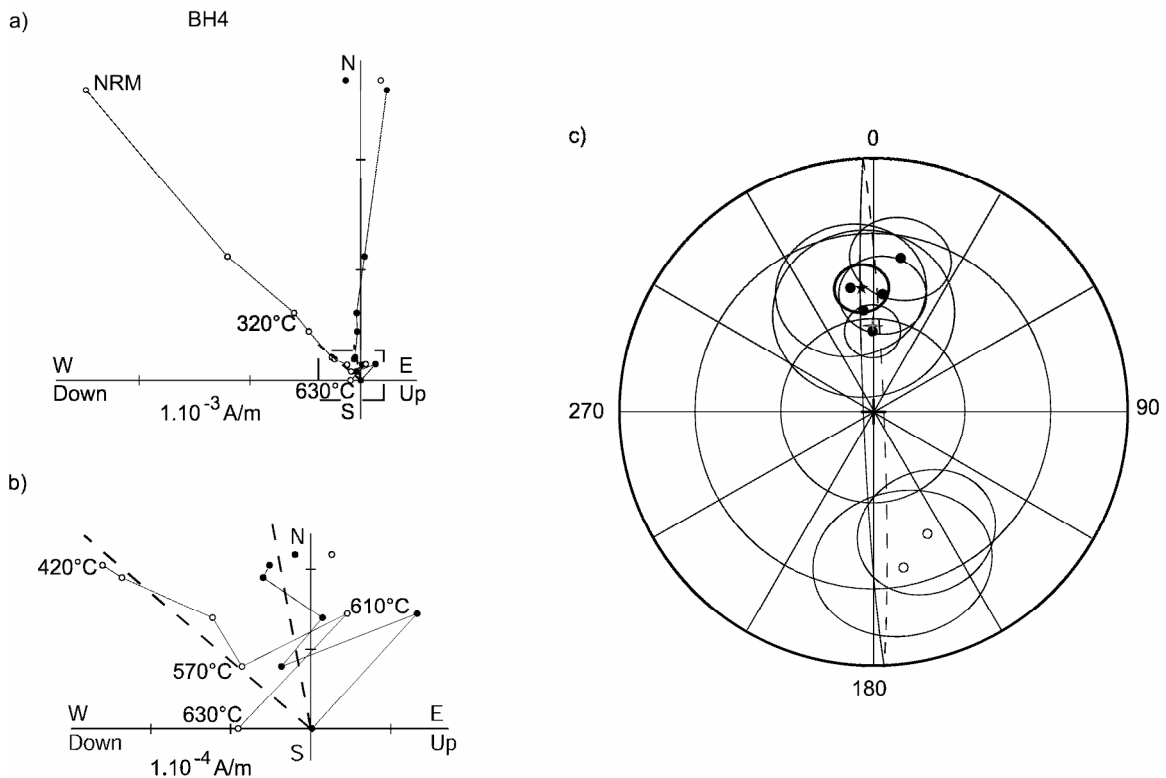 a)
BH4
N
NRM
320°C
W
E
630°C
Down
Up
1.10⁻³ A/m
S
b)
N
420°C
610°C
570°C
W
630°C
E
Down
S
Up
1.10⁻⁴ A/m
c)
0
270
90
180